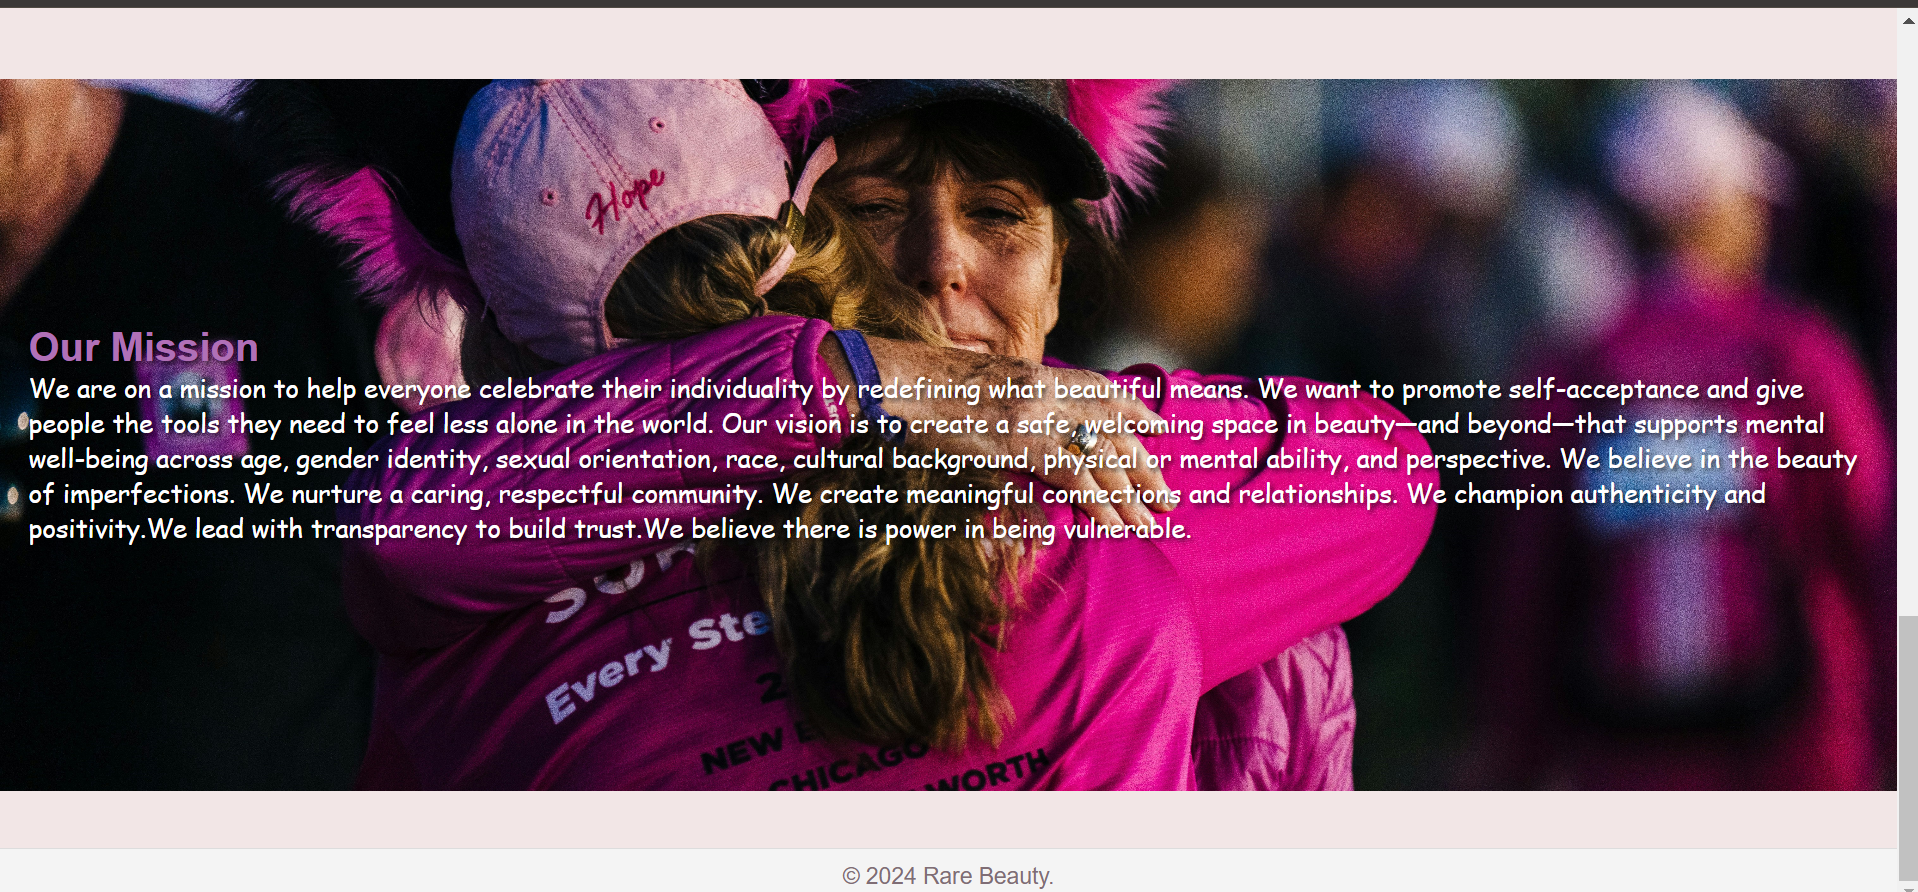 Hope
Our Mission
We are on a mission to help everyone celebrate their individuality by redefining what beautiful means. We want to promote self-acceptance and give
people the tools they need to feel less alone in the world. Our vision is to create a safe, welcoming space in beauty—and beyond—that supports mental
well-being across age, gender identity, sexual orientation, race, cultural background, physical or mental ability, and perspective. We believe in the beauty
of imperfections. We nurture a caring, respectful community. We create meaningful connections and relationships. We champion authenticity and
positivity.We lead with transparency to build trust.We believe there is power in being vulnerable.
Every
NEW
CHICAGO
WORTH
© 2024 Rare Beauty.